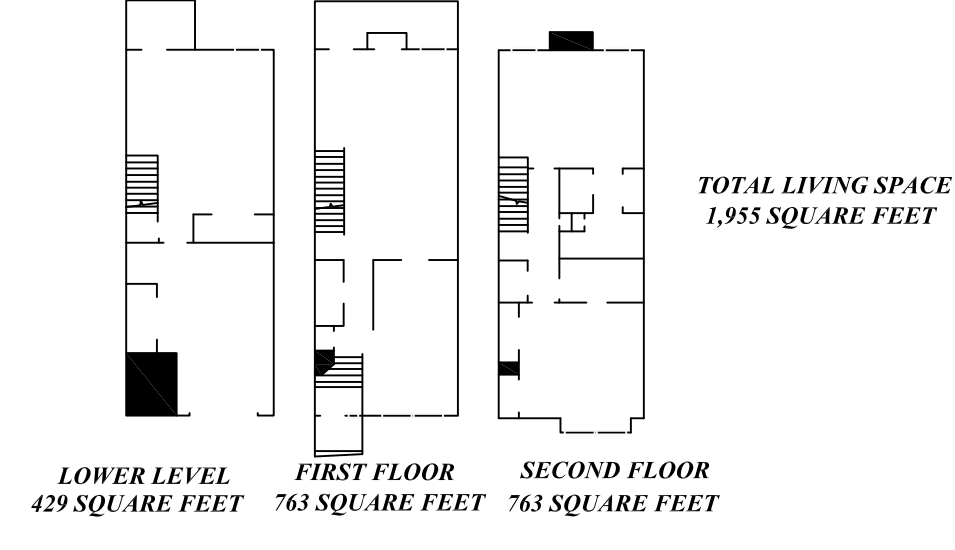 TOTAL LIVING SPACE
1,955 SQUARE FEET
LOWER LEVEL
429 SQUARE FEET
FIRST FLOOR
763 SQUARE FEET
SECOND FLOOR
763 SQUARE FEET